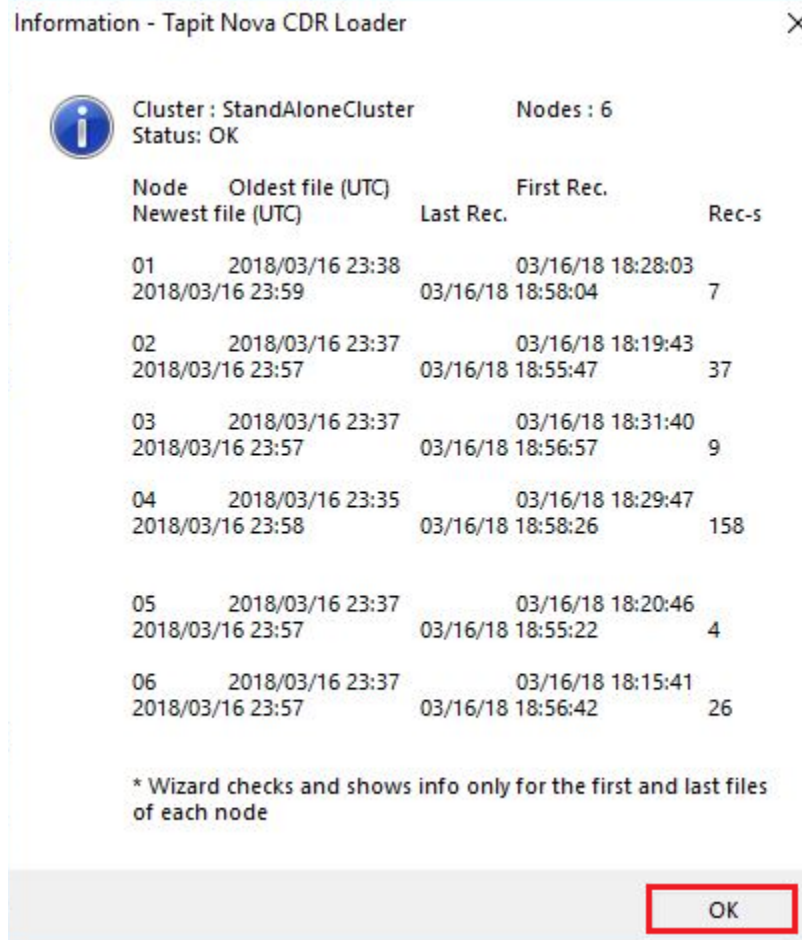 Information - Tapit Nova CDR Loader
Cluster : StandAloneCluster Nodes : 6
Status: OK
Node Oldest file (UTC) First Rec.
Newest file (UTC) Last Rec. Rec-s
01 2018/03/16 23:38 03/16/18 18:28:03
2018/03/16 23:59 03/16/18 18:58:04 7
02 2018/03/16 23:37 03/16/18 18:19:43
2018/03/16 23:57 03/16/18 18:55:47 37
03 2018/03/16 23:37 03/16/18 18:31:40
2018/03/16 23:57 03/16/18 18:56:57 9
04 2018/03/16 23:35 03/16/18 18:29:47
2018/03/16 23:58 03/16/18 18:58:26 158
05 2018/03/16 23:37 03/16/18 18:20:46
2018/03/16 23:57 03/16/18 18:55:22 4
06 2018/03/16 23:37 03/16/18 18:15:41
2018/03/16 23:57 03/16/18 18:56:42 26
* Wizard checks and shows info only for the first and last files
of each node
OK